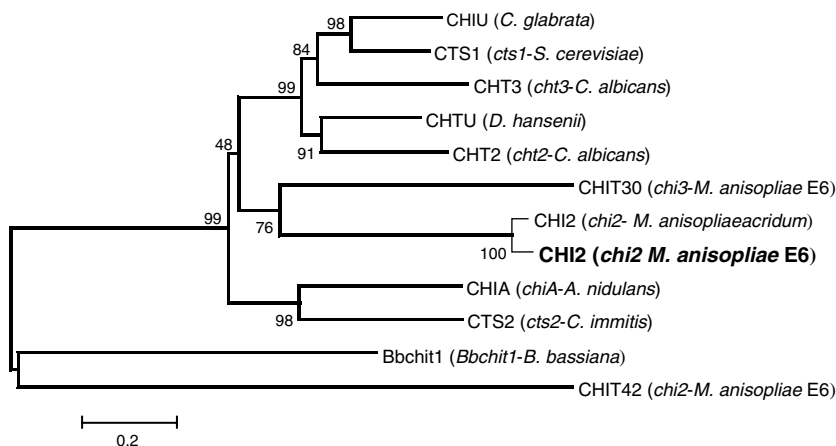 CHIU (C. glabrata)
98
CTS1 (cts1-S. cerevisiae)
84
CHT3 (cht3-C. albicans)
99
CHTU (D. hansenii)
48
91
CHT2 (cht2-C. albicans)
CHIT30 (chi3-M. anisopliae E6)
99
76
CHI2 (chi2- M. anisopliaeacridum)
100
CHI2 (chi2 M. anisopliae E6)
CHIA (chiA-A. nidulans)
98
CTS2 (cts2-C. immitis)
Bbchit1 (Bbchit1-B. bassiana)
CHIT42 (chi2-M. anisopliae E6)
0.2